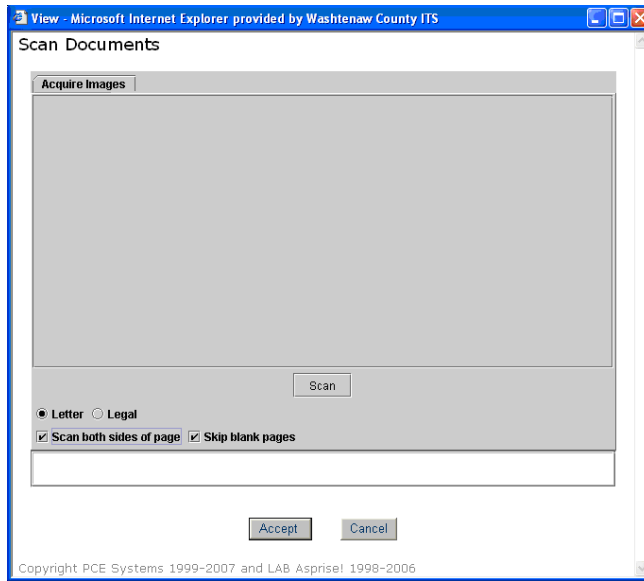 View - Microsoft Internet Explorer provided by Washtenaw County ITS
Scan Documents
Acquire Images
Scan
Letter Legal
Scan both sides of page Skip blank pages
Accept Cancel
Copyright PCE Systems 1999-2007 and LAB Asprise! 1998-2006